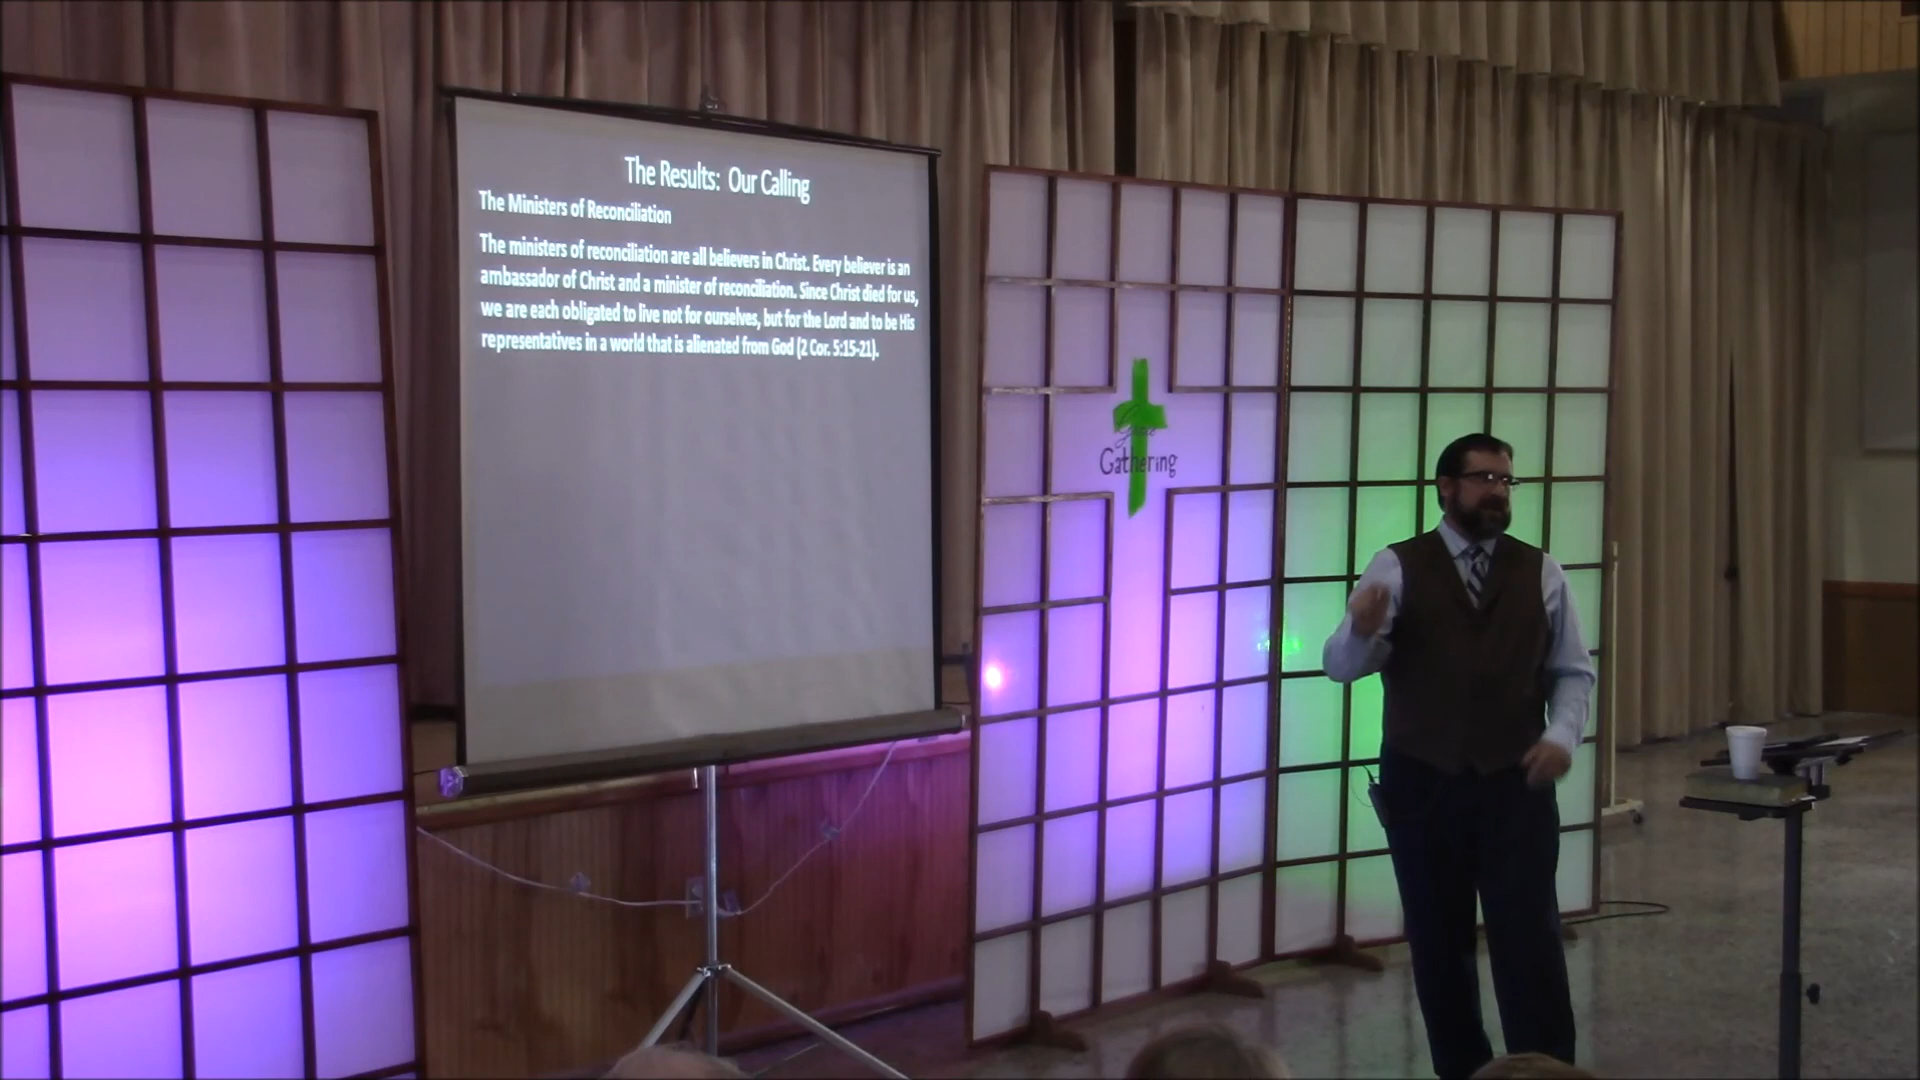 The Results: Our Calling
The Ministers of Reconciliation
The ministers of reconciliation are all believers in Christ. Every believer is an
ambassador of Christ and a minister of reconciliation. Since Christ died for us,
we are each obligated to live not for ourselves, but for the Lord and to be His
representatives in a world that is alienated from God (2 Cor. 5:15-21).
Grace
Gathering